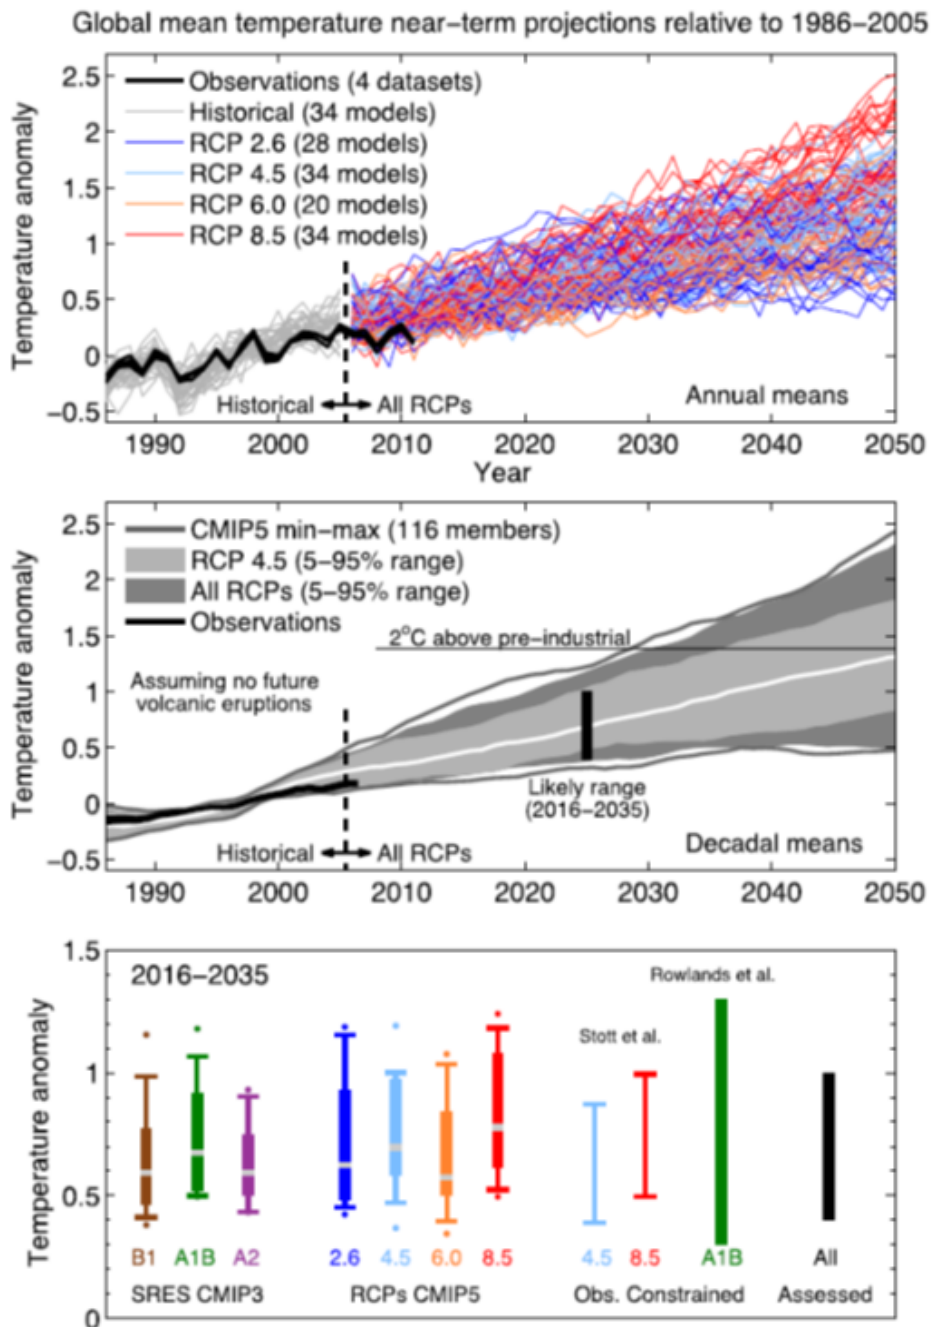 Global mean temperature near-term projections relative to 1986-2005
Temperature anomaly
2.5
2
1.5
1
0.5
0
-0.5
Observations (4 datasets)
Historical (34 models)
RCP 2.6 (28 models)
RCP 4.5 (34 models)
RCP 6.0 (20 models)
RCP 8.5 (34 models)
Historical All RCPs
Annual means
1990 2000 2010 2020 2030 2040 2050
Year
Temperature anomaly
2.5
2
1.5
1
0.5
0
-0.5
CMIP5 min-max (116 members)
RCP 4.5 (5-95% range)
All RCPs (5-95% range)
Observations
2°C above pre-industrial
Assuming no future
volcanic eruptions
Likely range
(2016-2035)
Historical All RCPs
Decadal means
1990 2000 2010 2020 2030 2040 2050
Temperature anomaly
1.5
1
0.5
0
2016-2035
Rowlands et al.
Stott et al.
B1 A1B A2 2.6 4.5 6.0 8.5 4.5 8.5 A1B All
SRES CMIP3 RCPs CMIP5 Obs. Constrained Assessed